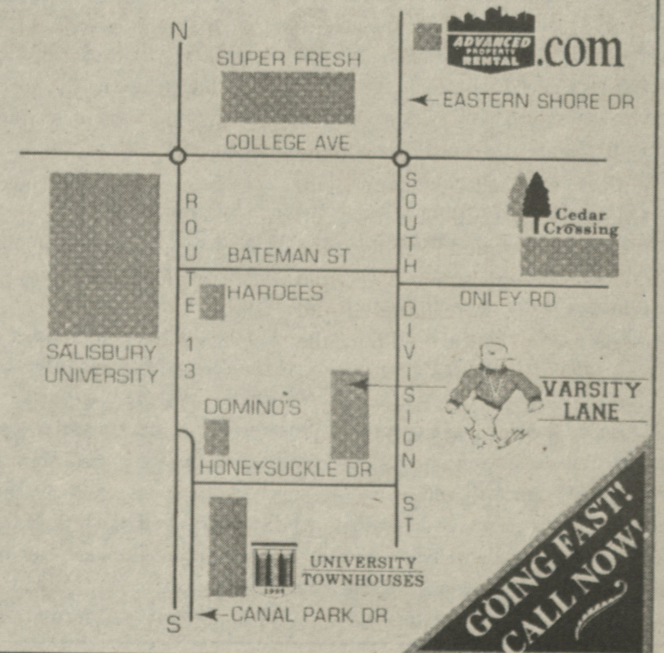 N
ADVANCED
PROPERTY
RENTAL
.com
SUPER FRESH
EASTERN SHORE DR
COLLEGE AVE
ROUTE 13
SOUTH DIVISION ST
Cedar
Crossing
BATEMAN ST
HARDEES
ONLEY RD
SALISBURY
UNIVERSITY
VARSITY
LANE
DOMINO'S
HONEYSUCKLE DR
UNIVERSITY
TOWNHOUSES
CANAL PARK DR
S
GOING FAST!
CALL NOW!